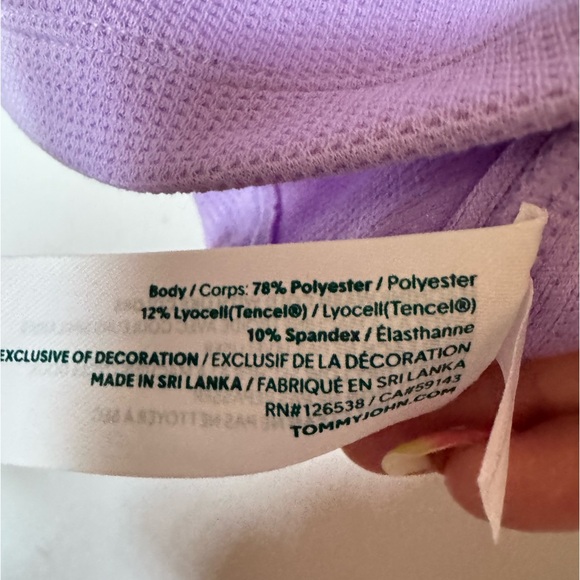 Body / Corps: 78% Polyester / Polyester
12% Lyocell(Tencel®) / Lyocell(Tencel®)
10% Spandex / Élasthanne
EXCLUSIVE OF DECORATION / EXCLUSIF DE LA DÉCORATION
MADE IN SRI LANKA / FABRIQUÉ EN SRI LANKA
RN#126538 / CA#59143
TOMMYJOHN.COM